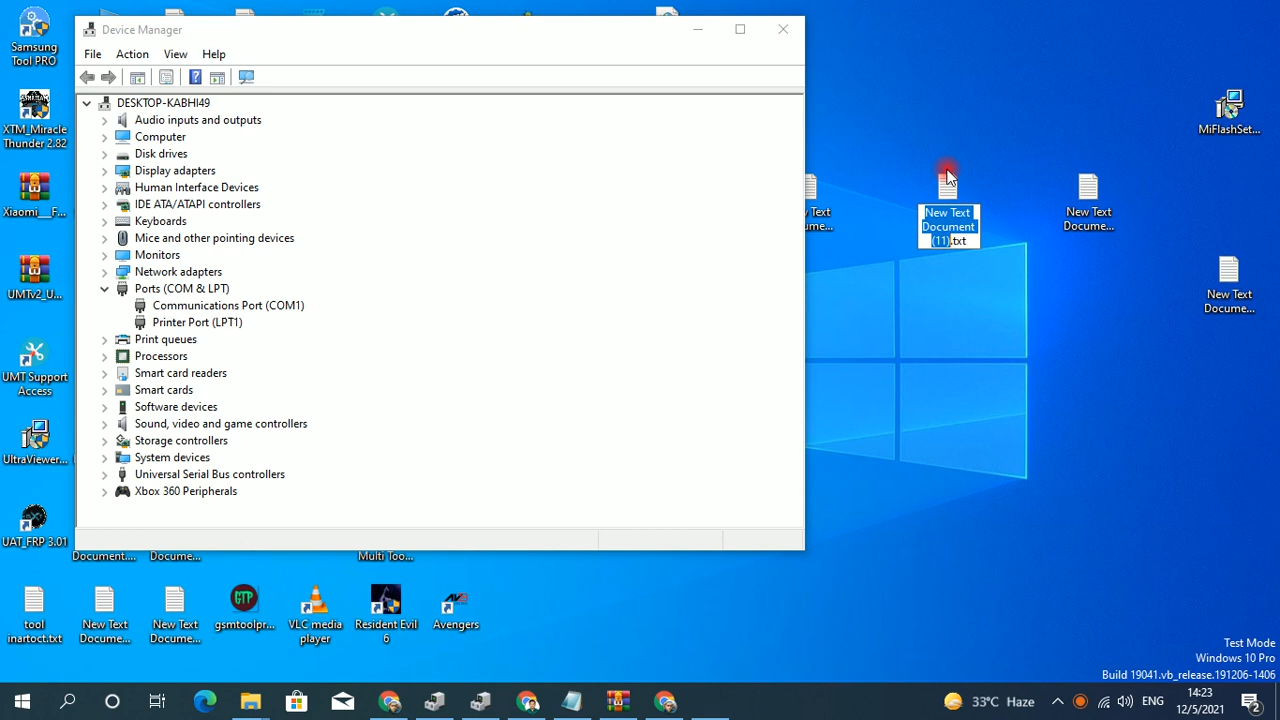 Device Manager
File Action View Help
DESKTOP-KABHI49
Audio inputs and outputs
Computer
Disk drives
Display adapters
Human Interface Devices
IDE ATA/ATAPI controllers
Keyboards
Mice and other pointing devices
Monitors
Network adapters
Ports (COM & LPT)
Communications Port (COM1)
Printer Port (LPT1)
Print queues
Processors
Smart card readers
Smart cards
Software devices
Sound, video and game controllers
Storage controllers
System devices
Universal Serial Bus controllers
Xbox 360 Peripherals
Samsung
Tool PRO
XTM_Miracle
Thunder 2.82
Xiaomi___F...
UMTv2_U...
UMT Support
Access
UltraViewer...
UAT_FRP 3.01
Document....
Docume...
Multi Too...
tool
inartoct.txt
New Text
Docume...
New Text
Docume...
gsmtoolpr...
VLC media
player
Resident Evil
6
Avengers
Text
ume...
New Text
Document
(11).txt
New Text
Docume...
MiFlashSet...
New Text
Docume...
Test Mode
Windows 10 Pro
Build 19041.vb_release.191206-1406
33°C Haze
ENG
14:23
12/5/2021
2